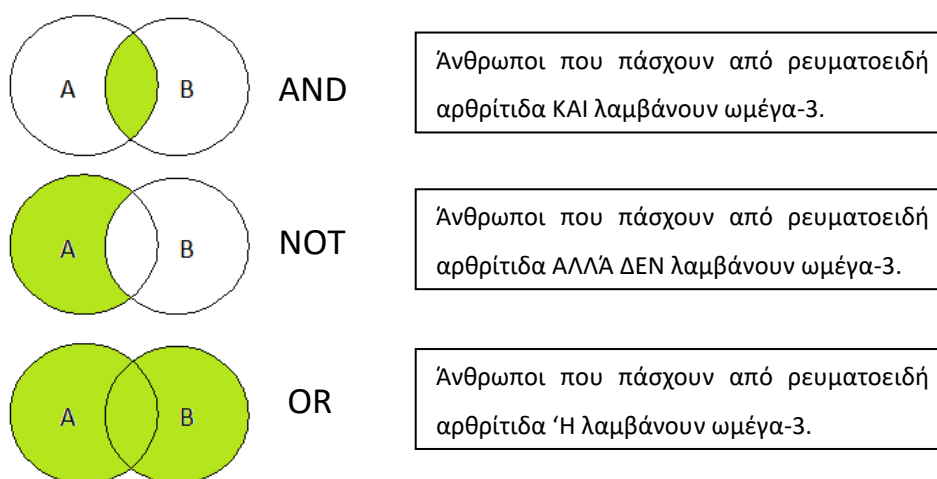 A B AND
Άνθρωποι που πάσχουν από ρευματοειδή
αρθρίτιδα ΚΑΙ λαμβάνουν ωμέγα-3.
A B NOT
Άνθρωποι που πάσχουν από ρευματοειδή
αρθρίτιδα ΑΛΛΆ ΔΕΝ λαμβάνουν ωμέγα-3.
A B OR
Άνθρωποι που πάσχουν από ρευματοειδή
αρθρίτιδα ‘Η λαμβάνουν ωμέγα-3.